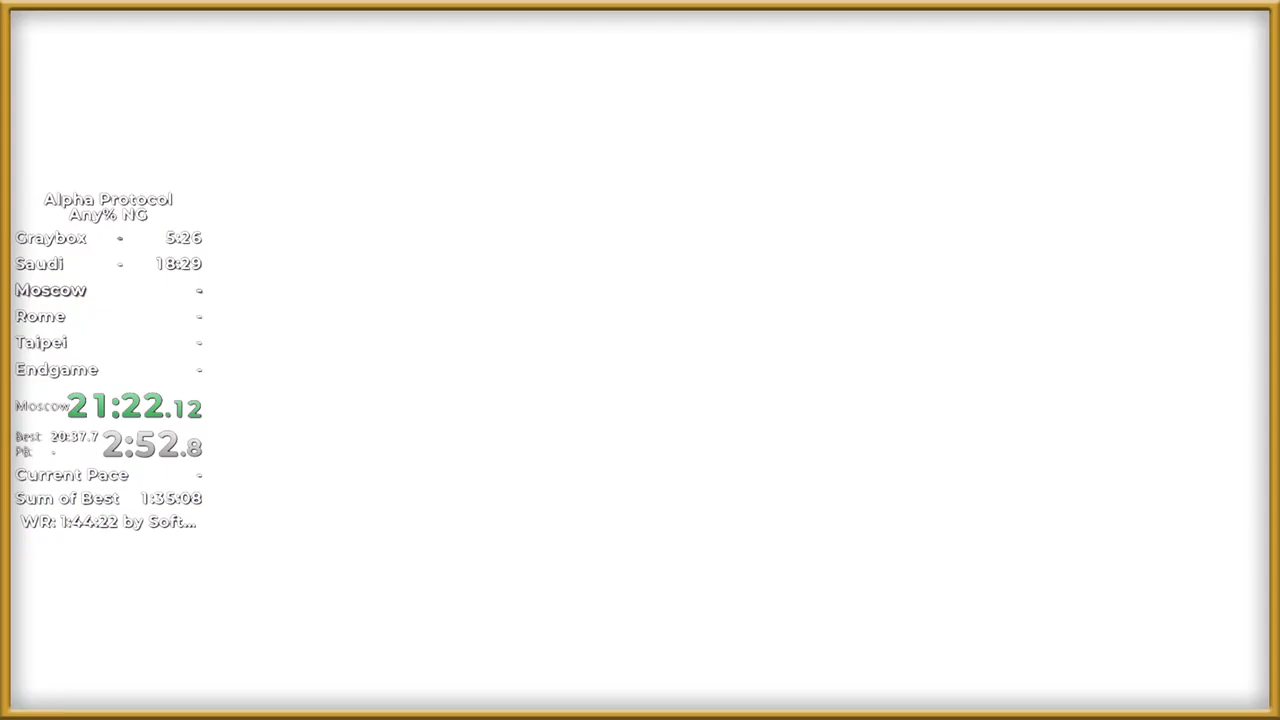 Alpha Protocol
Any% NG
Graybox - 5:26
Saudi - 18:29
Moscow -
Rome -
Taipei -
Endgame -
Moscow 21:22.12
Best: 20:37.7 2:52.8
PB: -
Current Pace -
Sum of Best 1:35:08
WR: 1:44:22 by Soft...